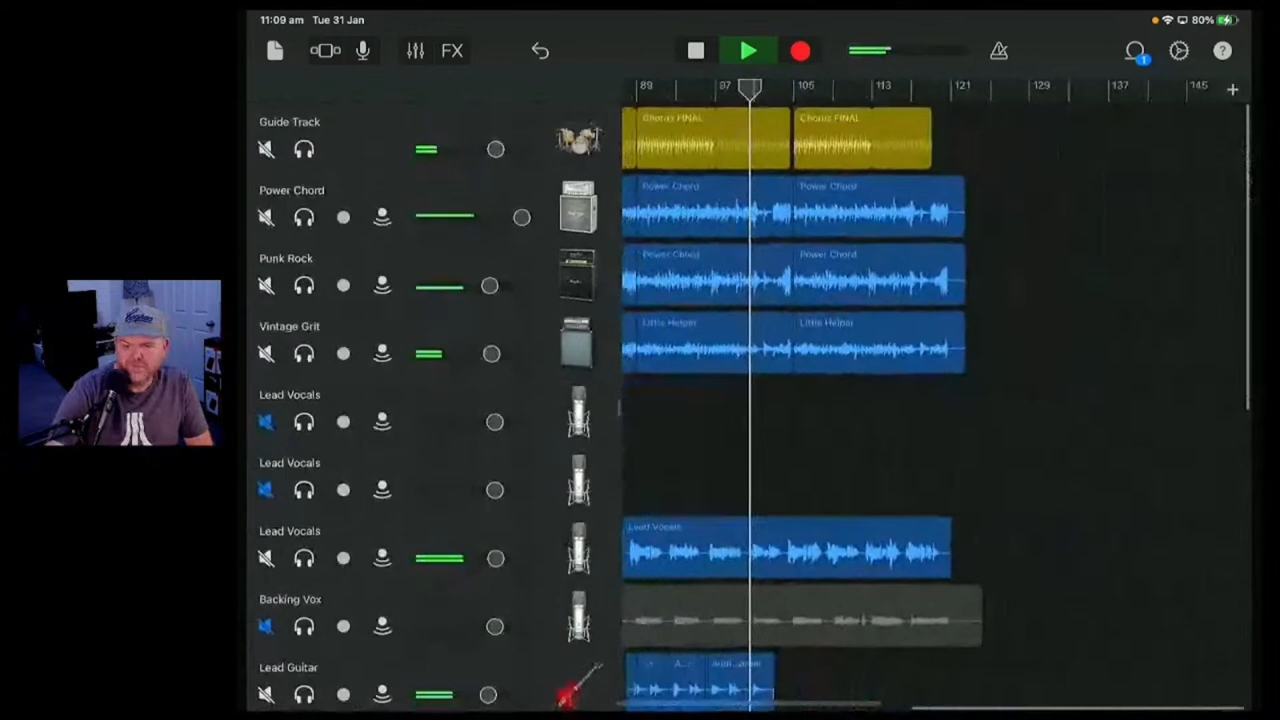 11:09 am Tue 31 Jan
80%
FX
1
?
89 97 105 113 121 129 137 145 +
Guide Track
Chorus FINAL Chorus FINAL
Power Chord
Power Chord Power Chord
Punk Rock
Power Chord Power Chord
Vintage Grit
Little Helper Little Helper
Lead Vocals
Lead Vocals
Lead Vocals
Lead Vocals
Backing Vox
Lead Guitar